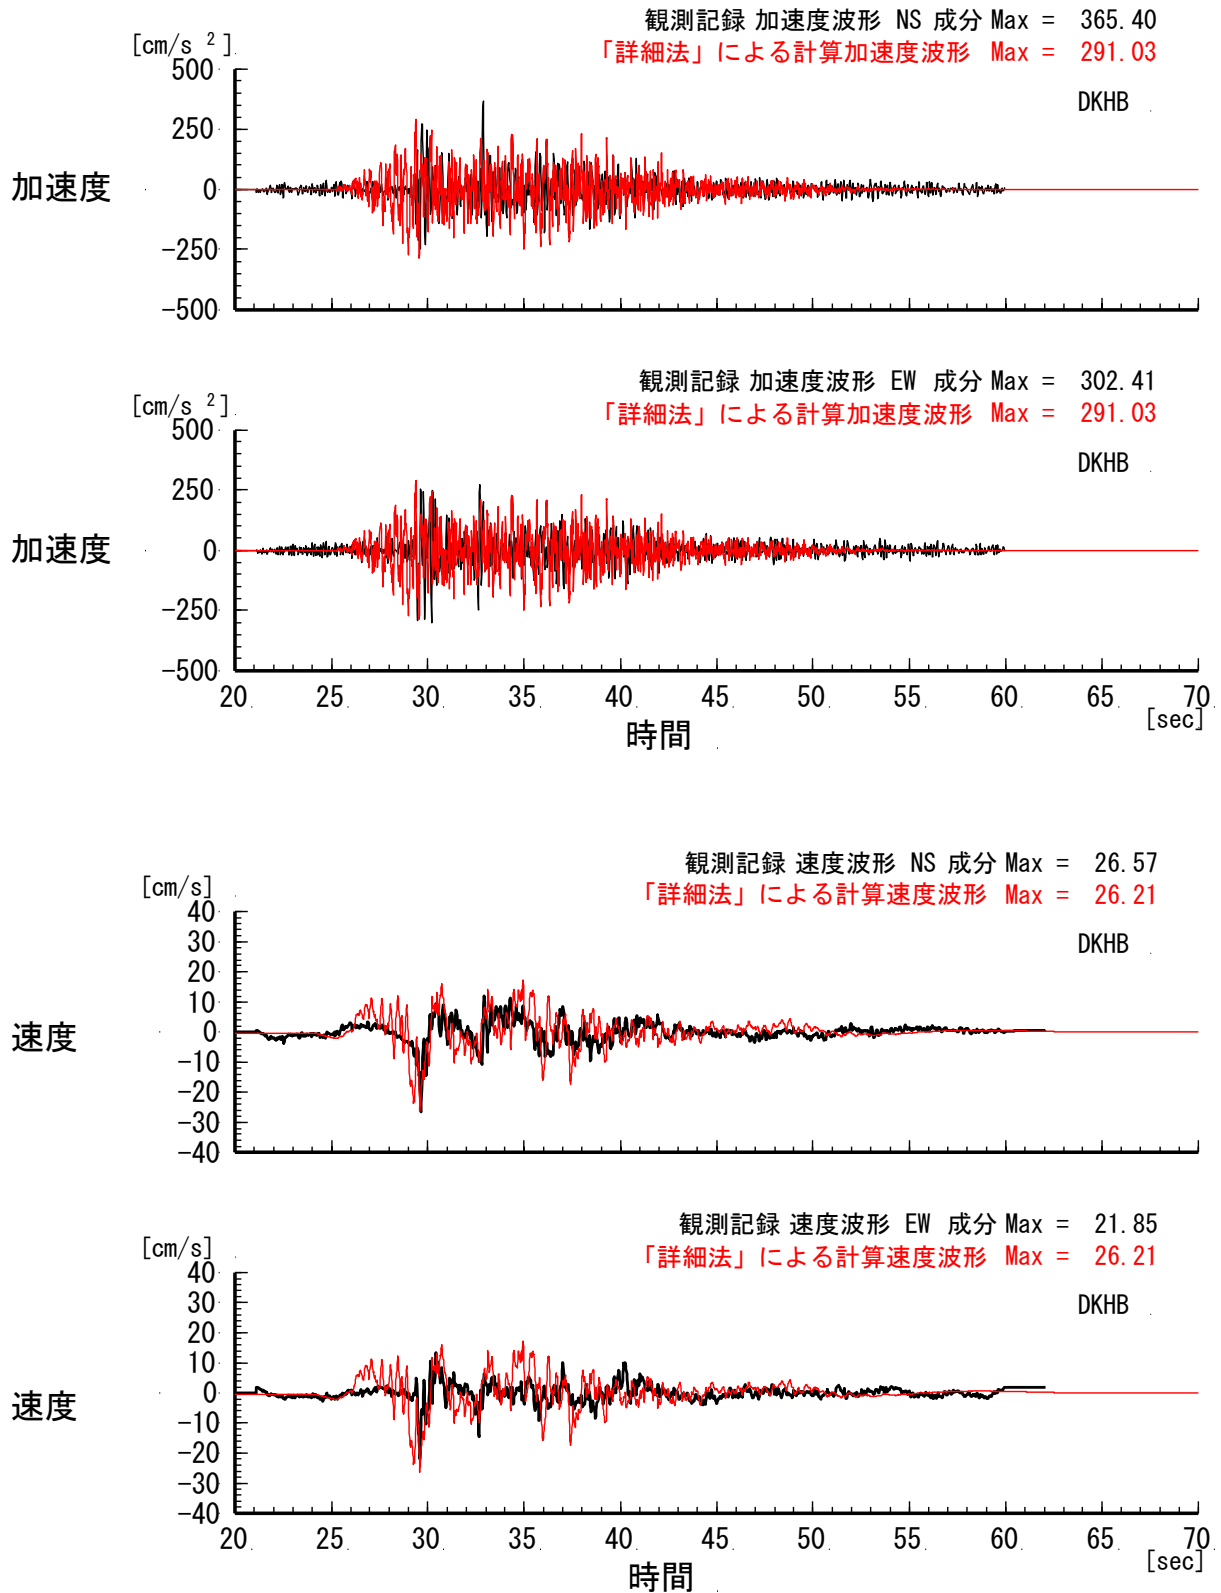 観測記録 加速度波形 NS 成分 Max = 365.40
「詳細法」による計算加速度波形 Max = 291.03
[cm/s 2]
DKHB
500
250
0
-250
-500
加速度
観測記録 加速度波形 EW 成分 Max = 302.41
「詳細法」による計算加速度波形 Max = 291.03
[cm/s 2]
DKHB
500
250
0
-250
-500
加速度
20. 25. 30. 35. 40. 45. 50. 55. 60. 65. 70.
[sec]
時間
観測記録 速度波形 NS 成分 Max = 26.57
「詳細法」による計算速度波形 Max = 26.21
[cm/s]
DKHB
40
30
20
10
0
-10
-20
-30
-40
速度
観測記録 速度波形 EW 成分 Max = 21.85
「詳細法」による計算速度波形 Max = 26.21
[cm/s]
DKHB
40
30
20
10
0
-10
-20
-30
-40
速度
20. 25. 30. 35. 40. 45. 50. 55. 60. 65. 70.
[sec]
時間